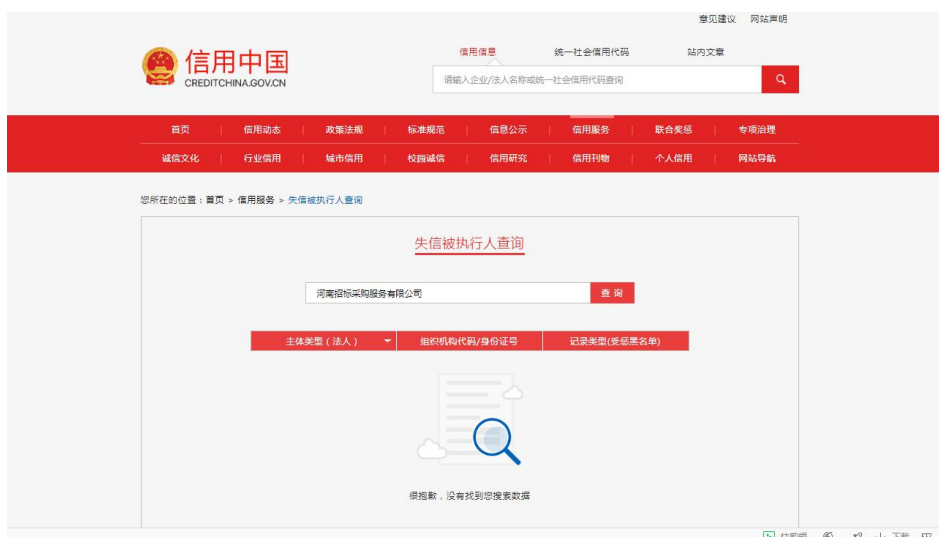 意见建议 网站声明
信用中国
CREDITCHINA.GOV.CN
信用信息 统一社会信用代码 站内文章
请输入企业/法人名称或统一社会信用代码查询
首页 | 信用动态 | 政策法规 | 标准规范 | 信息公示 | 信用服务 | 联合奖惩 | 专项治理
诚信文化 | 行业信用 | 城市信用 | 校园诚信 | 信用研究 | 信用刊物 | 个人信用 | 网站导航
您所在的位置：首页 > 信用服务 > 失信被执行人查询
失信被执行人查询
河南招标采购服务有限公司 查 询
主体类型（法人） 组织机构代码/身份证号 记录类型(受惩黑名单)
很抱歉，没有找到您搜索数据
下载